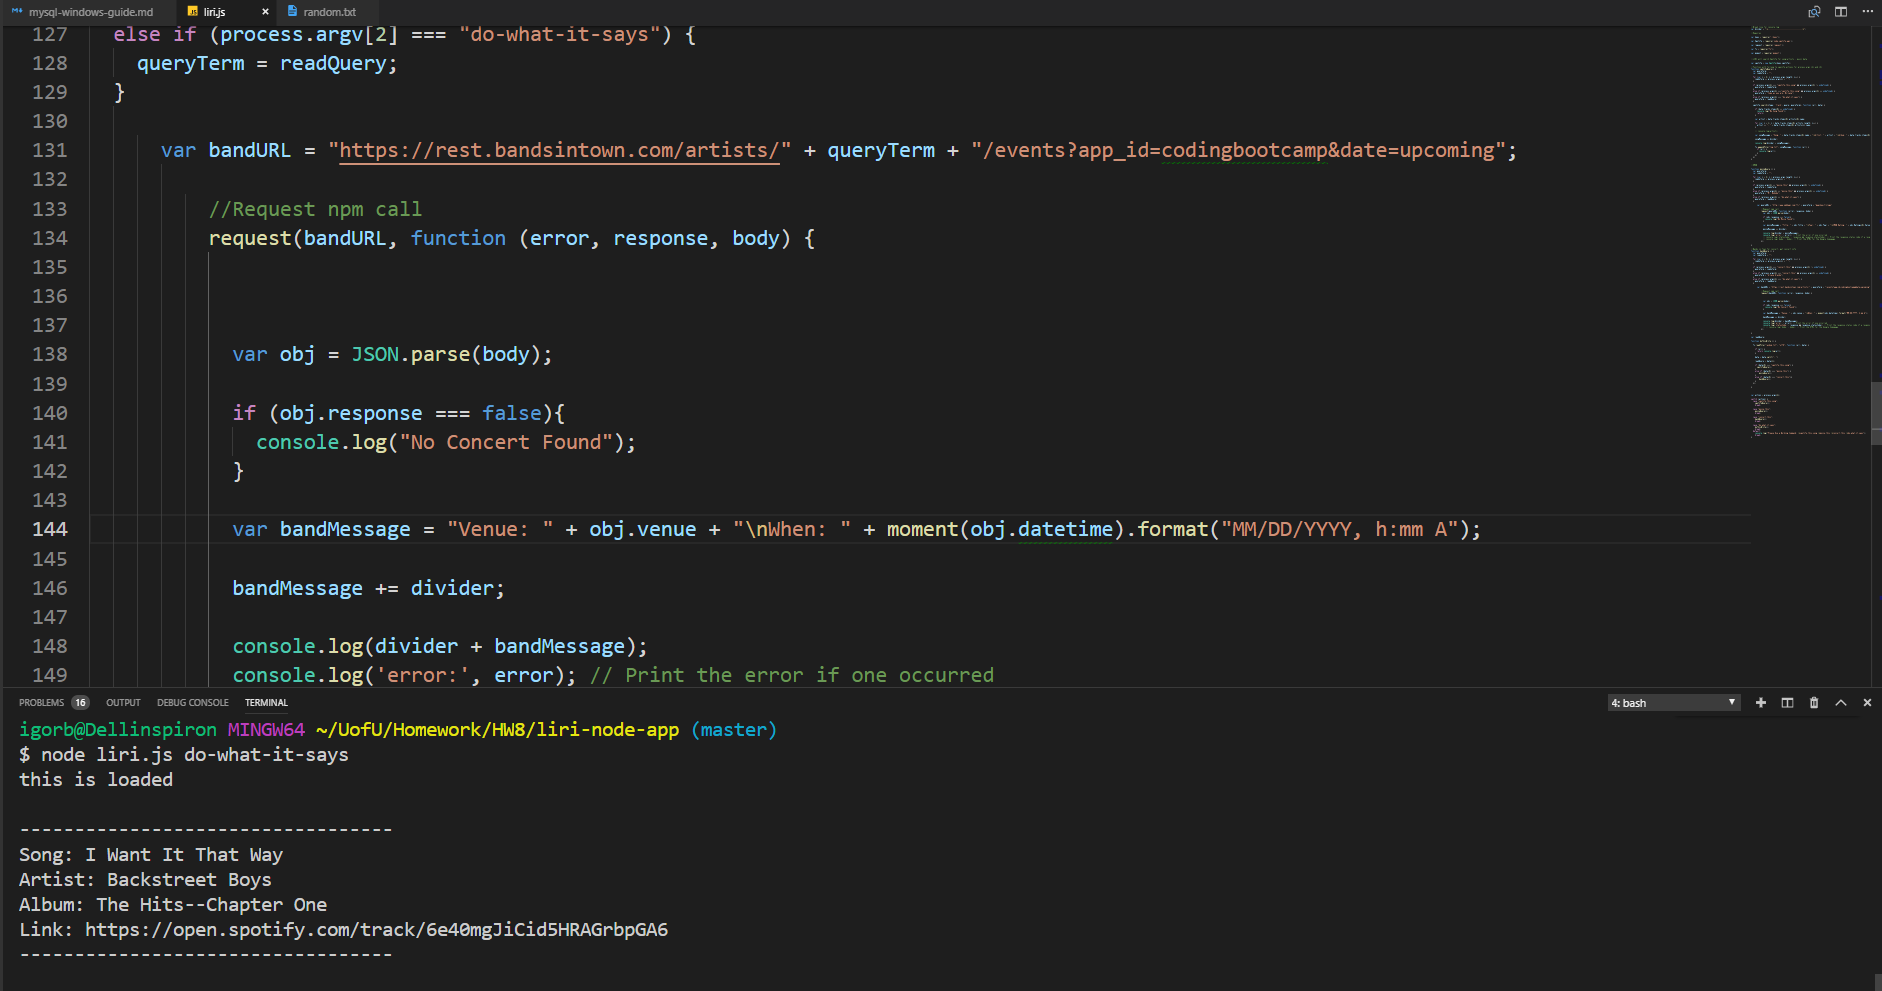 mysql-windows-guide.md liri.js × random.txt
127 else if (process.argv[2] === "do-what-it-says") {
128 queryTerm = readQuery;
129 }
130
131 var bandURL = "https://rest.bandsintown.com/artists/" + queryTerm + "/events?app_id=codingbootcamp&date=upcoming";
132
133 //Request npm call
134 request(bandURL, function (error, response, body) {
135
136
137
138 var obj = JSON.parse(body);
139
140 if (obj.response === false){
141 console.log("No Concert Found");
142 }
143
144 var bandMessage = "Venue: " + obj.venue + "\nWhen: " + moment(obj.datetime).format("MM/DD/YYYY, h:mm A");
145
146 bandMessage += divider;
147
148 console.log(divider + bandMessage);
149 console.log('error:', error); // Print the error if one occurred
PROBLEMS 16 OUTPUT DEBUG CONSOLE TERMINAL 4: bash
igorb@Dellinspiron MINGW64 ~/UofU/Homework/HW8/liri-node-app (master)
$ node liri.js do-what-it-says
this is loaded
----------------------------------
Song: I Want It That Way
Artist: Backstreet Boys
Album: The Hits--Chapter One
Link: https://open.spotify.com/track/6e40mgJiCid5HRAGrbpGA6
----------------------------------